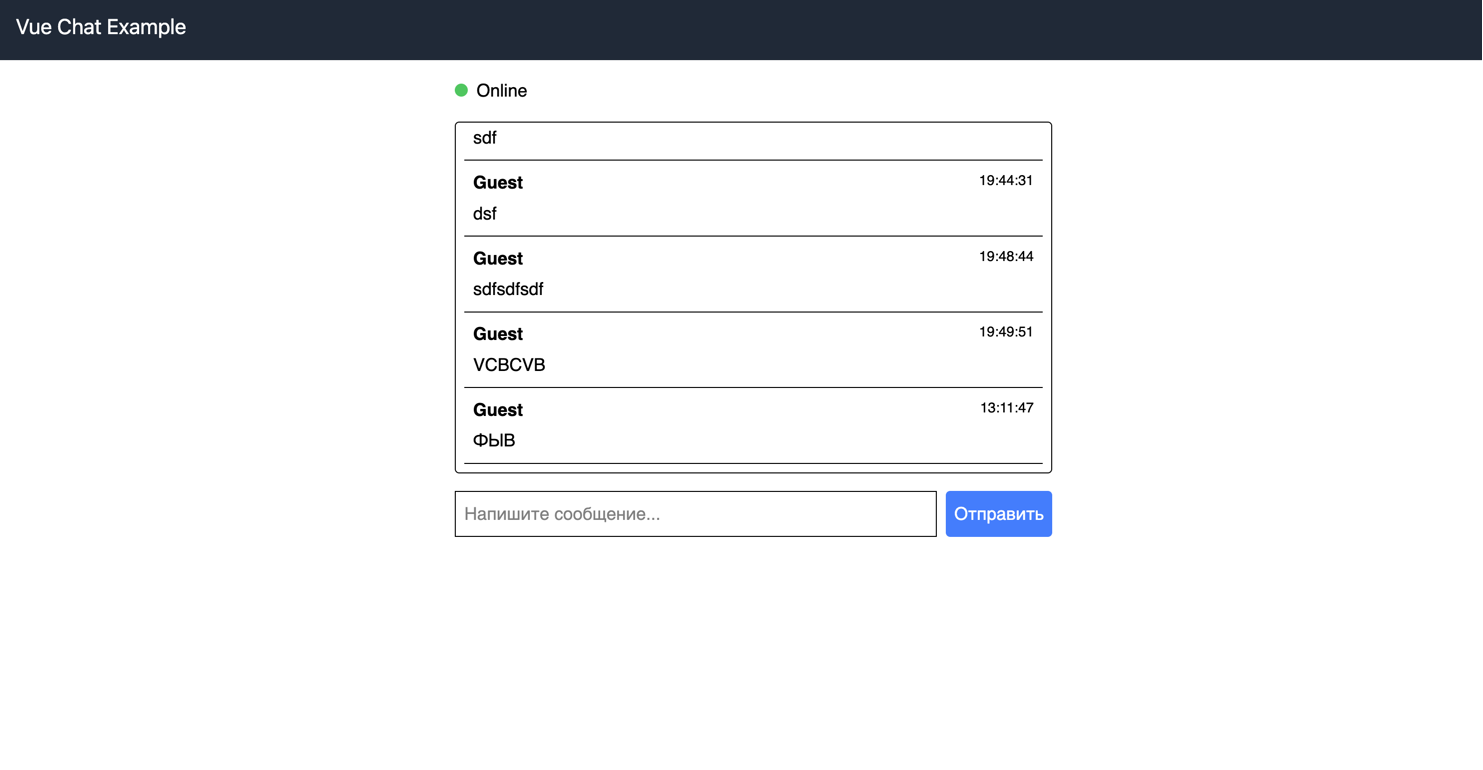 Vue Chat Example
Online
sdf
Guest 19:44:31
dsf
Guest 19:48:44
sdfsdfsdf
Guest 19:49:51
VCBCVB
Guest 13:11:47
ФЫВ
Напишите сообщение... Отправить